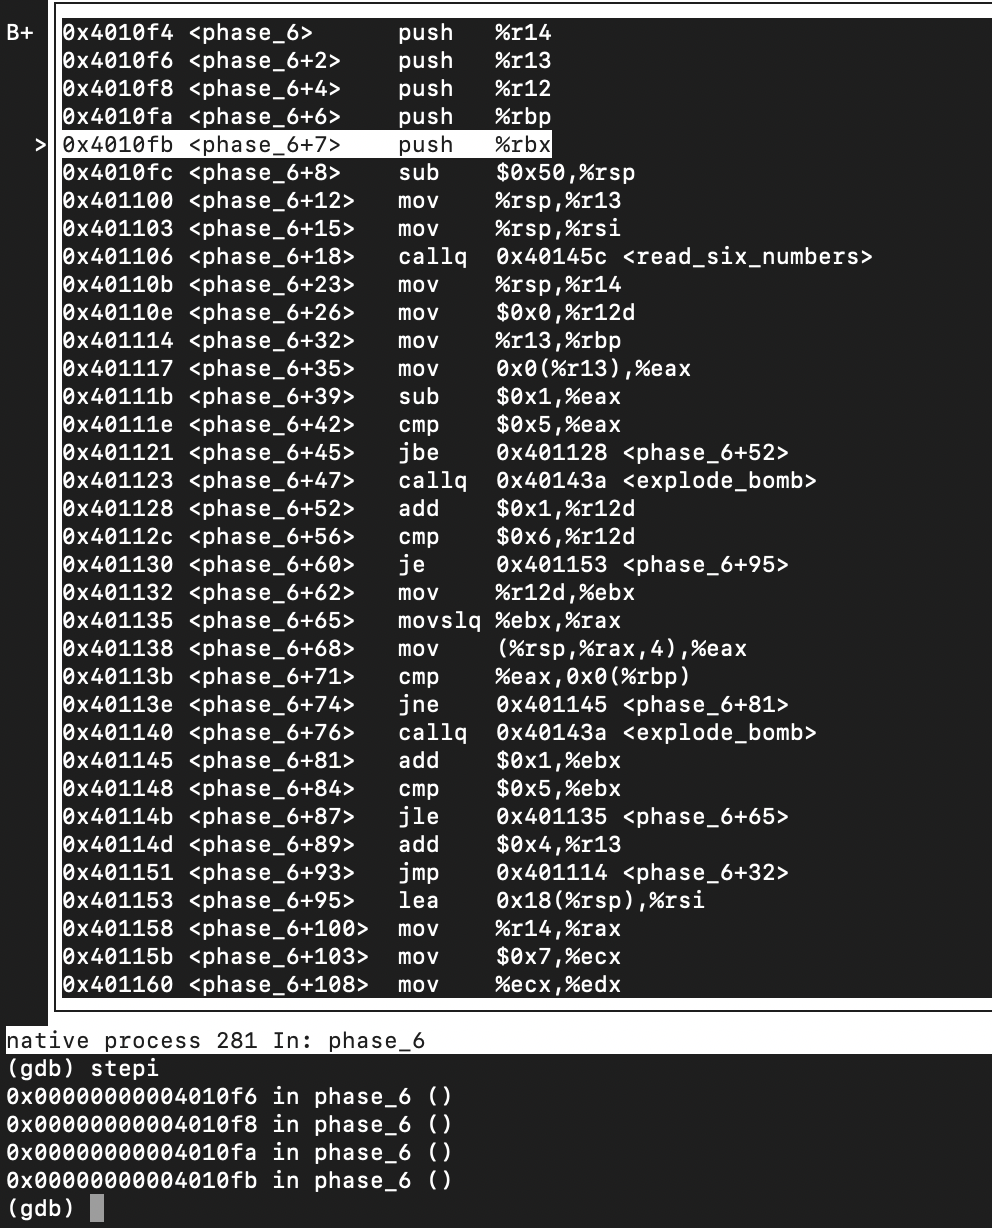 B+ 0x4010f4 <phase_6> push %r14
0x4010f6 <phase_6+2> push %r13
0x4010f8 <phase_6+4> push %r12
0x4010fa <phase_6+6> push %rbp
> 0x4010fb <phase_6+7> push %rbx
0x4010fc <phase_6+8> sub $0x50,%rsp
0x401100 <phase_6+12> mov %rsp,%r13
0x401103 <phase_6+15> mov %rsp,%rsi
0x401106 <phase_6+18> callq 0x40145c <read_six_numbers>
0x40110b <phase_6+23> mov %rsp,%r14
0x40110e <phase_6+26> mov $0x0,%r12d
0x401114 <phase_6+32> mov %r13,%rbp
0x401117 <phase_6+35> mov 0x0(%r13),%eax
0x40111b <phase_6+39> sub $0x1,%eax
0x40111e <phase_6+42> cmp $0x5,%eax
0x401121 <phase_6+45> jbe 0x401128 <phase_6+52>
0x401123 <phase_6+47> callq 0x40143a <explode_bomb>
0x401128 <phase_6+52> add $0x1,%r12d
0x40112c <phase_6+56> cmp $0x6,%r12d
0x401130 <phase_6+60> je 0x401153 <phase_6+95>
0x401132 <phase_6+62> mov %r12d,%ebx
0x401135 <phase_6+65> movslq %ebx,%rax
0x401138 <phase_6+68> mov (%rsp,%rax,4),%eax
0x40113b <phase_6+71> cmp %eax,0x0(%rbp)
0x40113e <phase_6+74> jne 0x401145 <phase_6+81>
0x401140 <phase_6+76> callq 0x40143a <explode_bomb>
0x401145 <phase_6+81> add $0x1,%ebx
0x401148 <phase_6+84> cmp $0x5,%ebx
0x40114b <phase_6+87> jle 0x401135 <phase_6+65>
0x40114d <phase_6+89> add $0x4,%r13
0x401151 <phase_6+93> jmp 0x401114 <phase_6+32>
0x401153 <phase_6+95> lea 0x18(%rsp),%rsi
0x401158 <phase_6+100> mov %r14,%rax
0x40115b <phase_6+103> mov $0x7,%ecx
0x401160 <phase_6+108> mov %ecx,%edx
native process 281 In: phase_6
(gdb) stepi
0x00000000004010f6 in phase_6 ()
0x00000000004010f8 in phase_6 ()
0x00000000004010fa in phase_6 ()
0x00000000004010fb in phase_6 ()
(gdb)